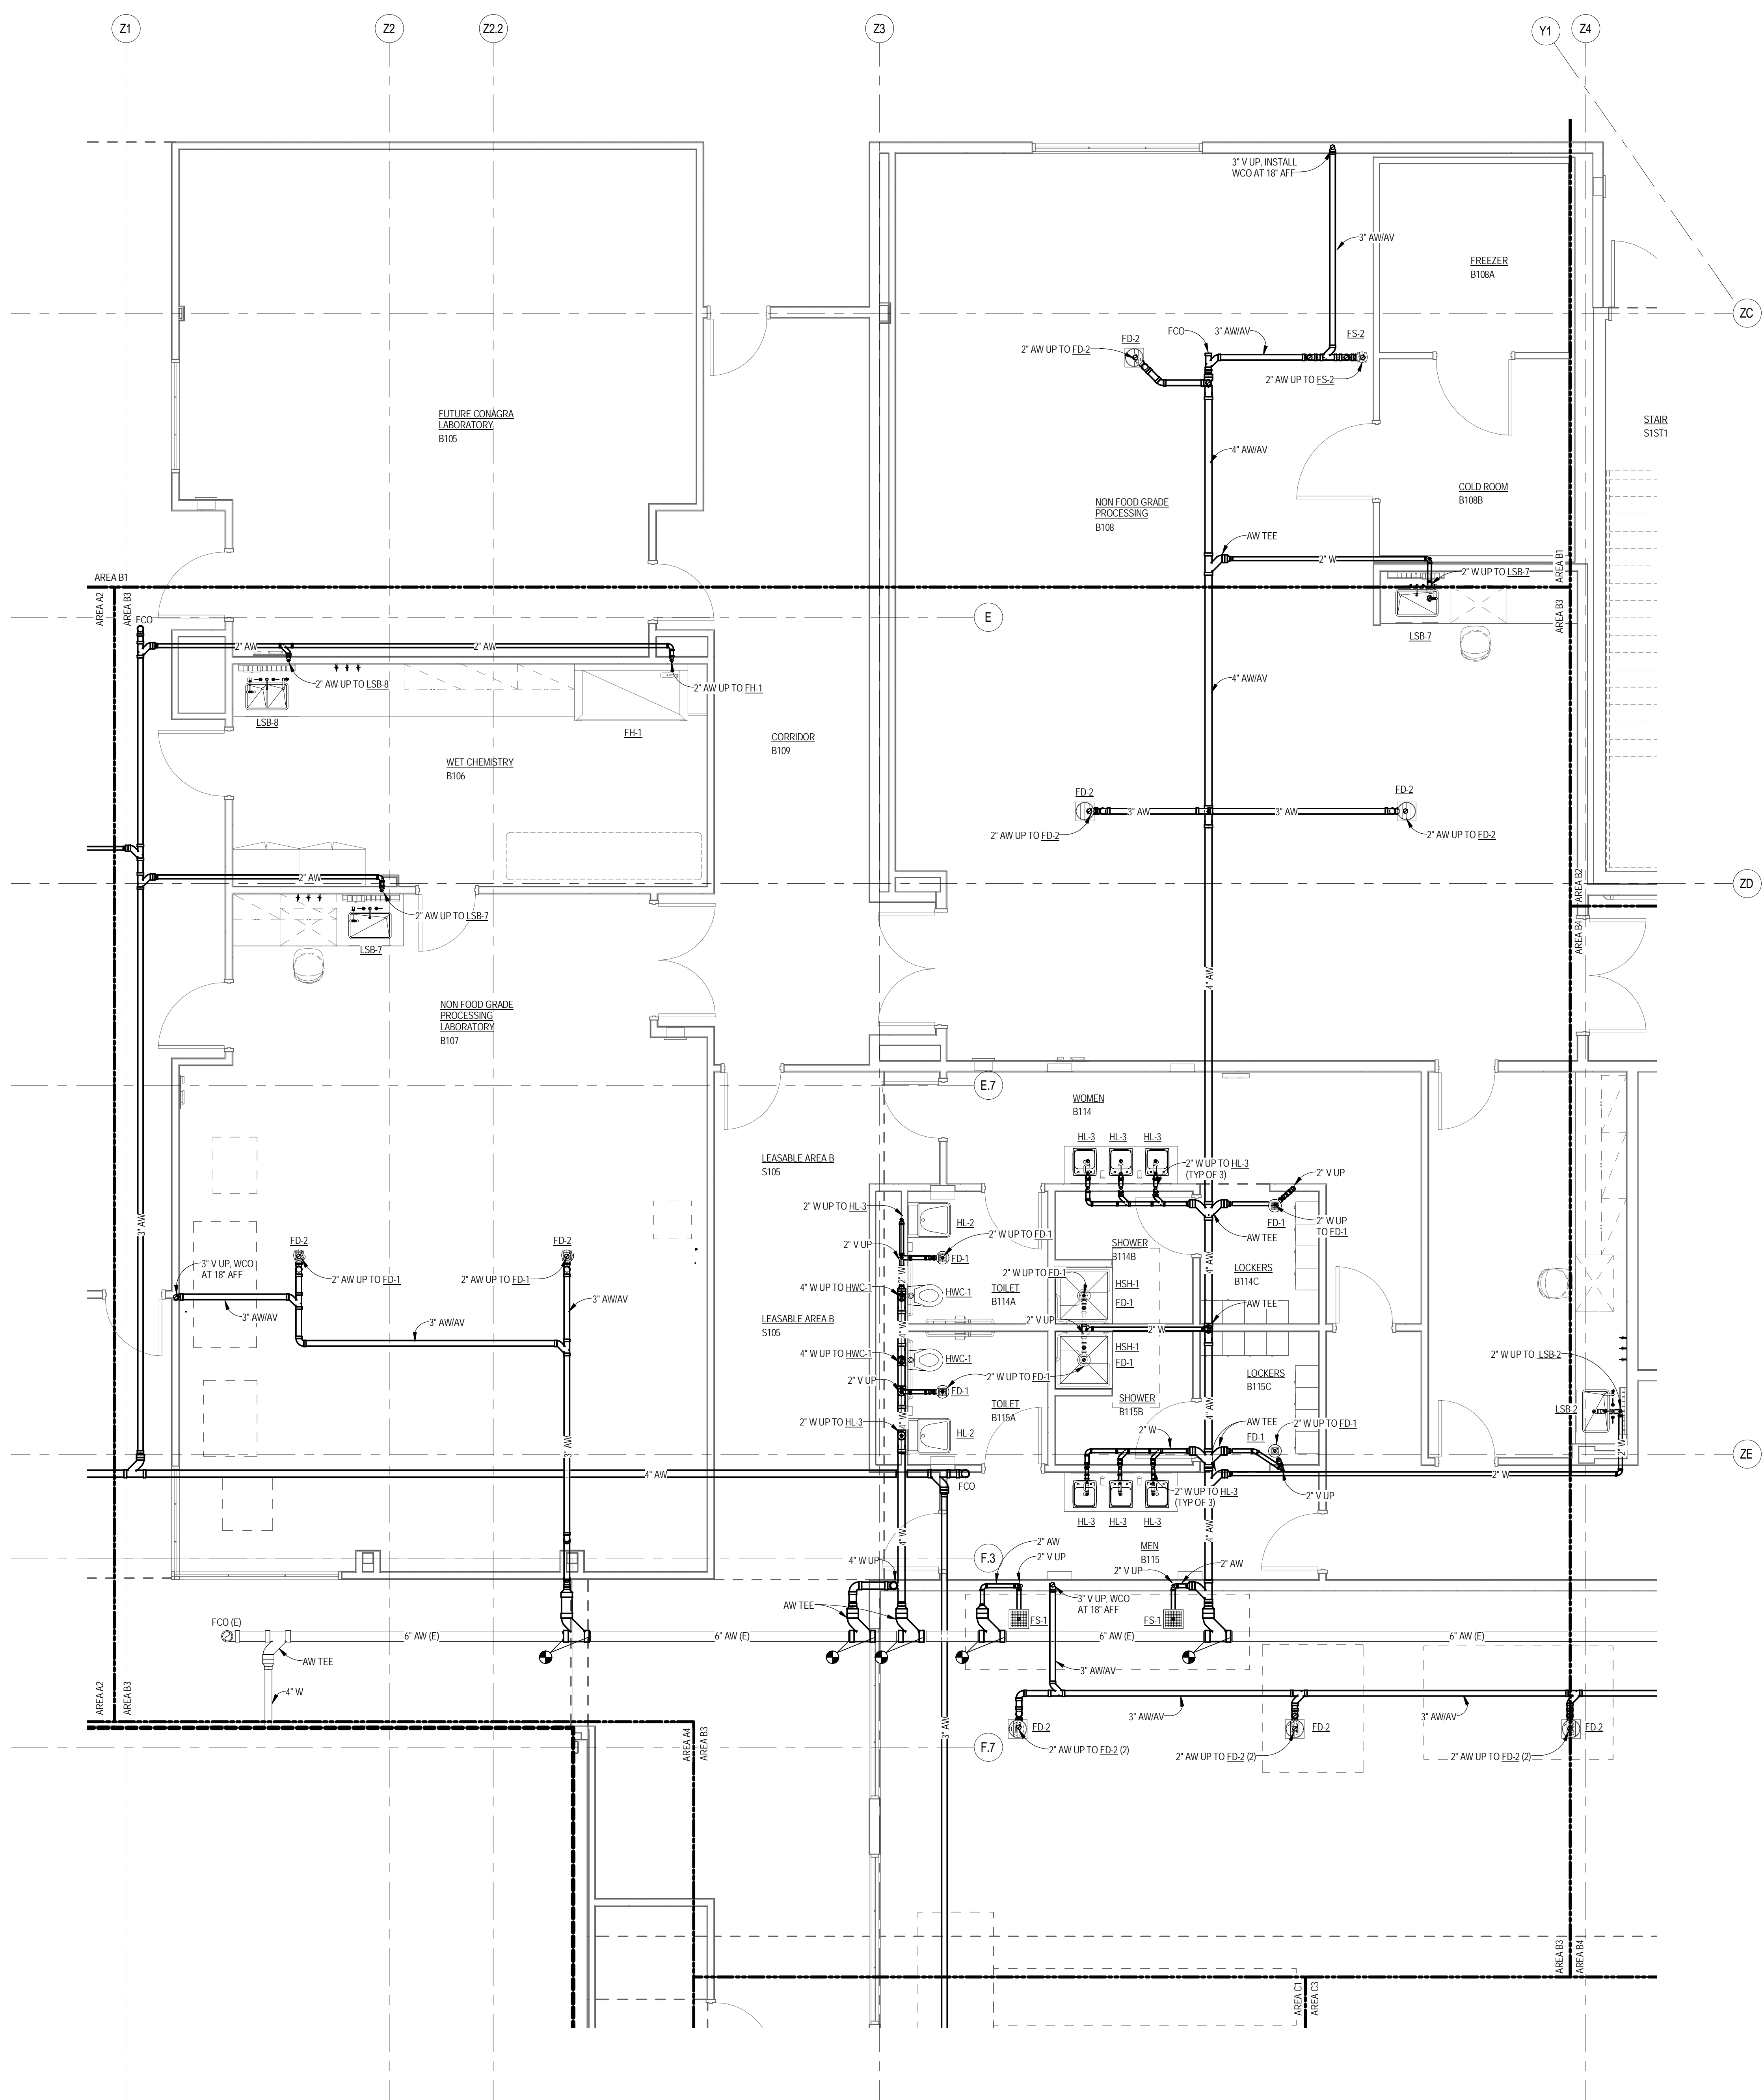 Z1
Z2
Z2.2
Z3
Y1
Z4
3" V UP, INSTALL
WCO AT 18" AFF
3" AW/AV
FREEZER
B108A
ZC
FCO
3" AW/AV
FS-2
FD-2
2" AW UP TO FD-2
2" AW UP TO FS-2
FUTURE CONAGRA
LABORATORY
B105
STAIR
S1ST1
4" AW/AV
COLD ROOM
B108B
NON FOOD GRADE
PROCESSING
B108
AW TEE
2" W
AREA B1
2" W UP TO LSB-7
AREA B1
AREA A2
AREA B3
AREA B3
FCO
E
LSB-7
2" AW
2" AW
2" AW UP TO LSB-8
2" AW UP TO FH-1
4" AW/AV
LSB-8
FH-1
CORRIDOR
B109
WET CHEMISTRY
B106
FD-2
FD-2
3" AW
3" AW
2" AW UP TO FD-2
2" AW UP TO FD-2
2" AW
ZD
AREA B2
2" AW UP TO LSB-7
AREA B4
LSB-7
4" AW
NON FOOD GRADE
PROCESSING
LABORATORY
B107
E.7
WOMEN
B114
HL-3
HL-3
HL-3
LEASABLE AREA B
S105
2" W UP TO HL-3
(TYP OF 3)
2" V UP
2" W UP TO HL-3
HL-2
FD-1
2" W UP
TO FD-1
3" AW
2" W UP TO FD-1
AW TEE
FD-2
FD-2
2" V UP
FD-1
SHOWER
B114B
4" AW
3" V UP, WCO
AT 18" AFF
2" AW UP TO FD-1
2" AW UP TO FD-1
2" W
2" W UP TO FD-1
LOCKERS
B114C
4" W UP TO HWC-1
HWC-1
TOILET
B114A
HSH-1
FD-1
3" AW/AV
3" AW/AV
AW TEE
3" AW/AV
LEASABLE AREA B
S105
4" W
2" V UP
2" W
HSH-1
FD-1
4" W UP TO HWC-1
HWC-1
2" W UP TO LSB-2
LOCKERS
B115C
2" V UP
FD-1
2" W UP TO FD-1
TOILET
B115A
SHOWER
B115B
4" AW
LSB-2
2" W UP TO HL-3
4" W
HL-2
2" W
AW TEE
2" W UP TO FD-1
FD-1
3" AW
2" W
ZE
4" AW
FCO
2" W
2" W UP TO HL-3
(TYP OF 3)
2" V UP
HL-3
HL-3
HL-3
4" W
4" AW
2" AW
MEN
B115
4" W UP
F.3
2" V UP
2" V UP
2" AW
3" V UP, WCO
AT 18" AFF
AW TEE
FS-1
FS-1
FCO (E)
6" AW (E)
6" AW (E)
6" AW (E)
6" AW (E)
AW TEE
4" W
3" AW/AV
AREA A2
AREA B3
3" AW/AV
3" AW/AV
FD-2
FD-2
FD-2
3" AW
AREA A4
AREA B3
F.7
2" AW UP TO FD-2 (2)
2" AW UP TO FD-2 (2)
2" AW UP TO FD-2 (2)
AREA B3
AREA B4
AREA C1
AREA C3